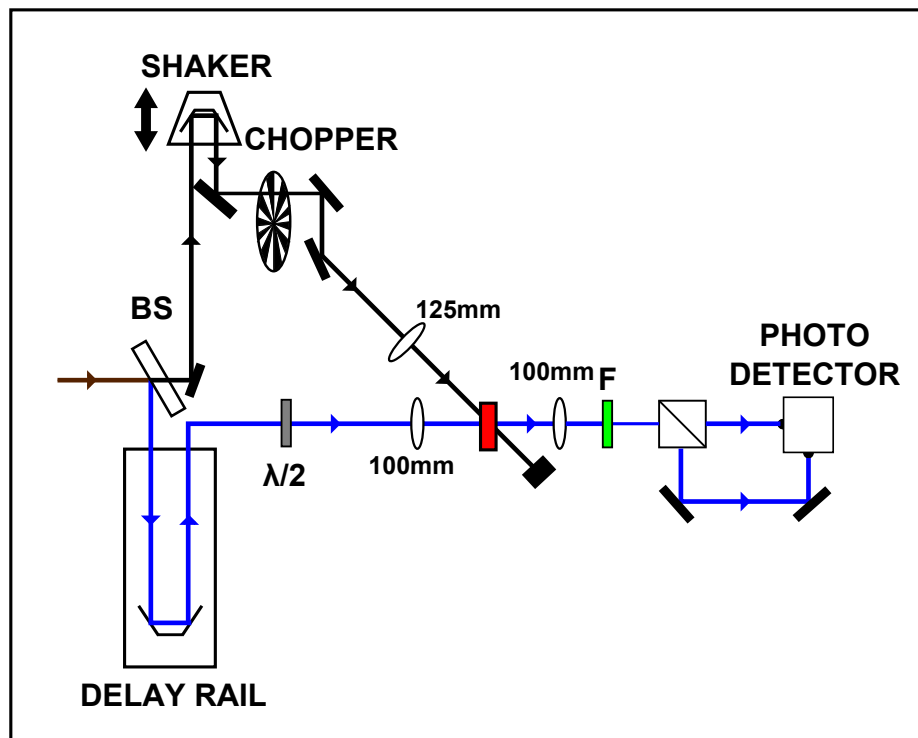 SHAKER
CHOPPER
125mm
BS
PHOTO
DETECTOR
100mm
F
100mm
λ/2
DELAY RAIL